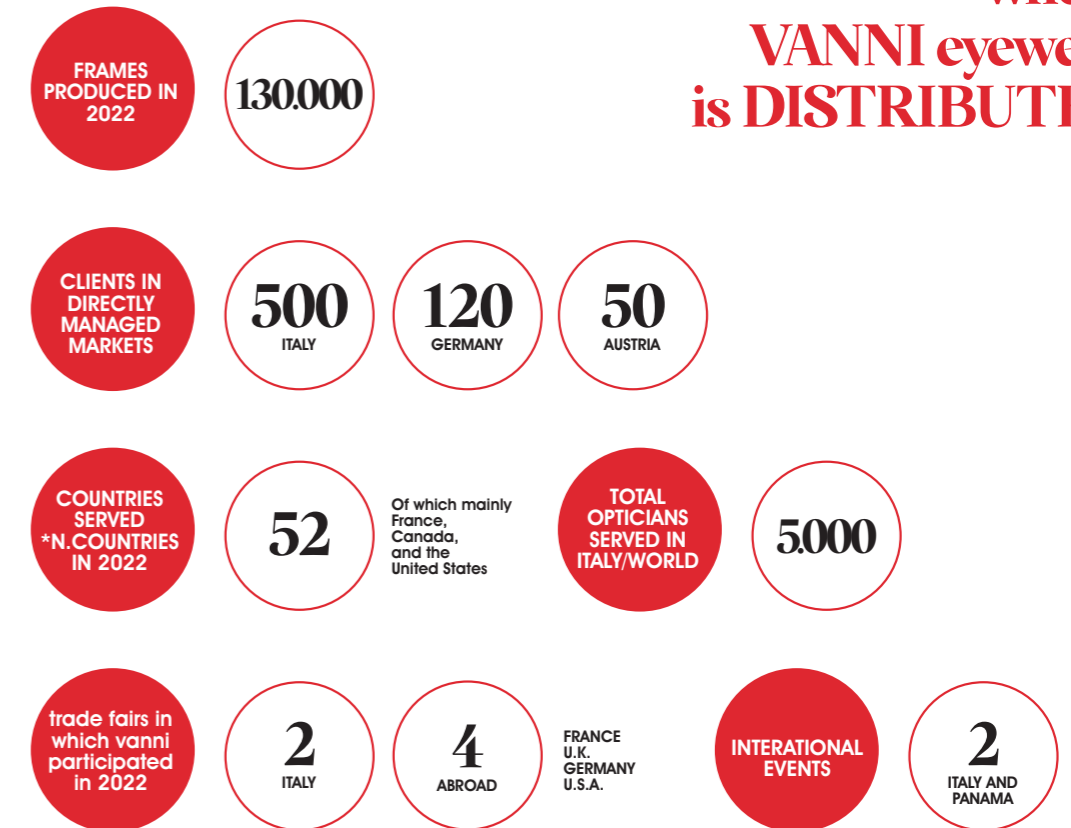 VANNI eyewe
is DISTRIBUT
FRAMES
PRODUCED IN
2022
130.000
CLIENTS IN
DIRECTLY
MANAGED
MARKETS
500
ITALY
120
GERMANY
50
AUSTRIA
COUNTRIES
SERVED
*N.COUNTRIES
IN 2022
52
Of which mainly
France,
Canada,
and the
United States
TOTAL
OPTICIANS
SERVED IN
ITALY/WORLD
5.000
trade fairs in
which vanni
participated
in 2022
2
ITALY
4
ABROAD
FRANCE
U.K.
GERMANY
U.S.A.
INTERATIONAL
EVENTS
2
ITALY AND
PANAMA